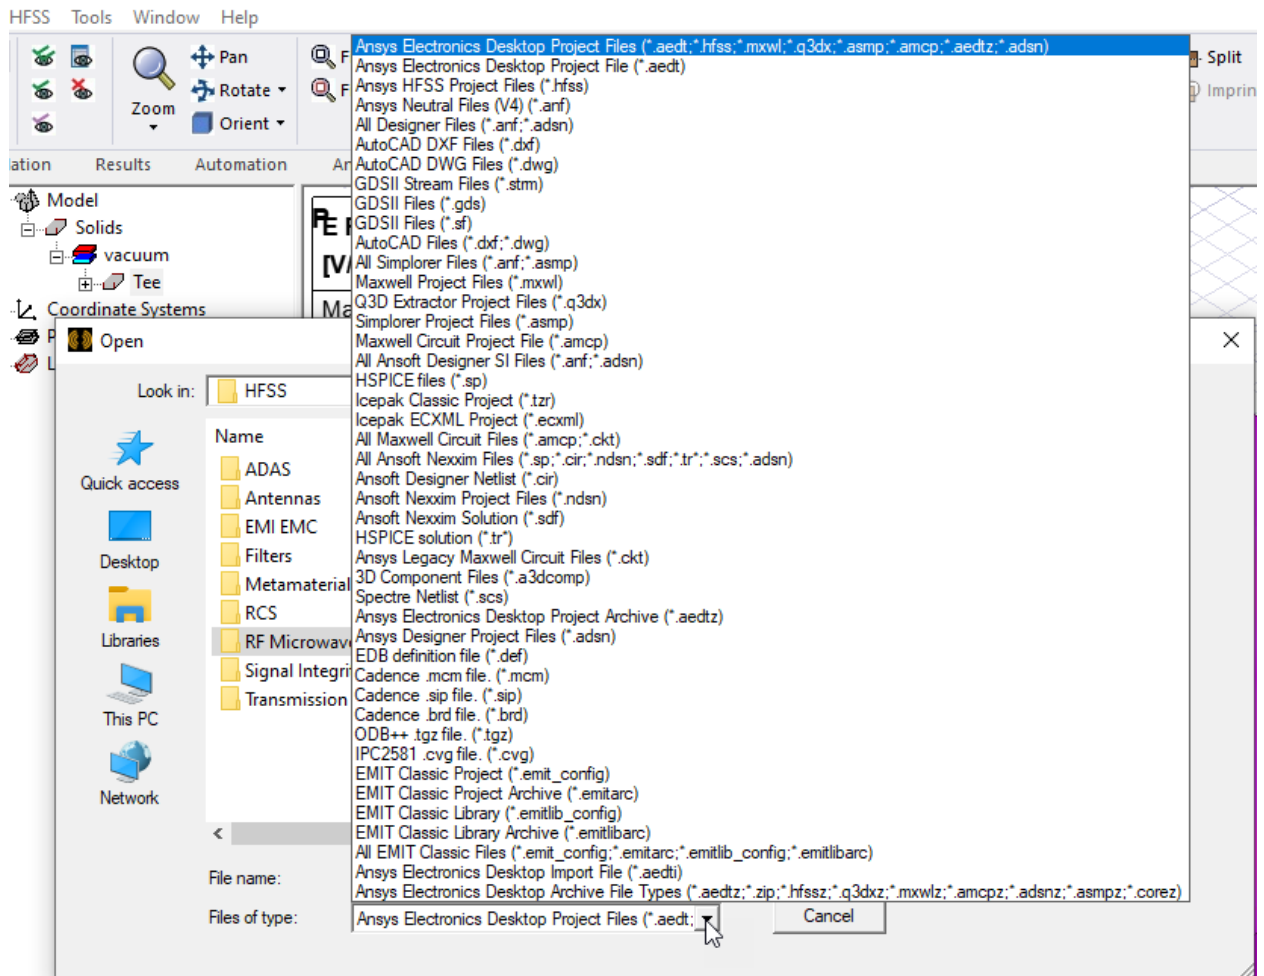 HFSS Tools Window Help
Pan
Rotate
Orient
Zoom
F
F
Split
Imprin
lation Results Automation An
Model
Solids
vacuum
Tee
Coordinate Systems
P
L
[V/
Ma
Ansys Electronics Desktop Project Files (*.aedt;*.hfss;*.mxwl;*.q3dx;*.asmp;*.amcp;*.aedtz;*.adsn)
Ansys Electronics Desktop Project File (*.aedt)
Ansys HFSS Project Files (*.hfss)
Ansys Neutral Files (V4) (*.anf)
All Designer Files (*.anf;*.adsn)
AutoCAD DXF Files (*.dxf)
AutoCAD DWG Files (*.dwg)
GDSII Stream Files (*.strm)
GDSII Files (*.gds)
GDSII Files (*.sf)
AutoCAD Files (*.dxf;*.dwg)
All Simplorer Files (*.anf;*.asmp)
Maxwell Project Files (*.mxwl)
Q3D Extractor Project Files (*.q3dx)
Simplorer Project Files (*.asmp)
Maxwell Circuit Project File (*.amcp)
All Ansoft Designer SI Files (*.anf;*.adsn)
HSPICE files (*.sp)
Icepak Classic Project (*.tzr)
Icepak ECXML Project (*.ecxml)
All Maxwell Circuit Files (*.amcp;*.ckt)
All Ansoft Nexxim Files (*.sp;*.cir;*.ndsn;*.sdf;*.tr*;*.scs;*.adsn)
Ansoft Designer Netlist (*.cir)
Ansoft Nexxim Project Files (*.ndsn)
Ansoft Nexxim Solution (*.sdf)
HSPICE solution (*.tr*)
Ansys Legacy Maxwell Circuit Files (*.ckt)
3D Component Files (*.a3dcomp)
Spectre Netlist (*.scs)
Ansys Electronics Desktop Project Archive (*.aedtz)
Ansys Designer Project Files (*.adsn)
EDB definition file (*.def)
Cadence .mcm file. (*.mcm)
Cadence .sip file. (*.sip)
Cadence .brd file. (*.brd)
ODB++ .tgz file. (*.tgz)
IPC2581 .cvg file. (*.cvg)
EMIT Classic Project (*.emit_config)
EMIT Classic Project Archive (*.emitarc)
EMIT Classic Library (*.emitlib_config)
EMIT Classic Library Archive (*.emitlibarc)
All EMIT Classic Files (*.emit_config;*.emitarc;*.emitlib_config;*.emitlibarc)
Ansys Electronics Desktop Import File (*.aedti)
Ansys Electronics Desktop Archive File Types (*.aedtz;*.zip;*.hfssz;*.q3dxz;*.mxwlz;*.amcpz;*.adsnz;*.asmpz;*.corez)
Open
Look in: HFSS
Quick access
Desktop
Libraries
This PC
Network
Name
ADAS
Antennas
EMI EMC
Filters
Metamaterial
RCS
RF Microwave
Signal Integri
Transmission
File name:
Files of type: Ansys Electronics Desktop Project Files (*.aedt;
Cancel